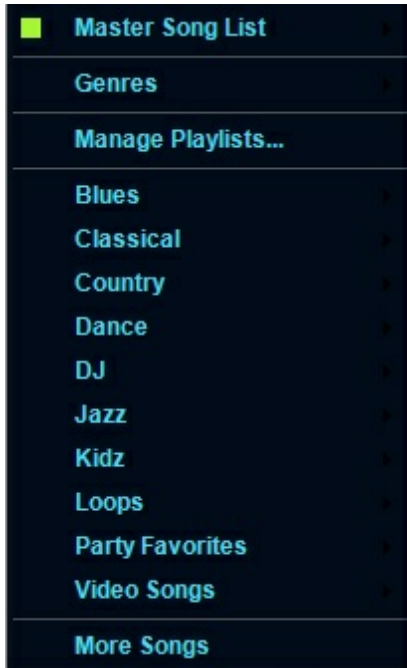 Master Song List
Genres
Manage Playlists...
Blues
Classical
Country
Dance
DJ
Jazz
Kidz
Loops
Party Favorites
Video Songs
More Songs